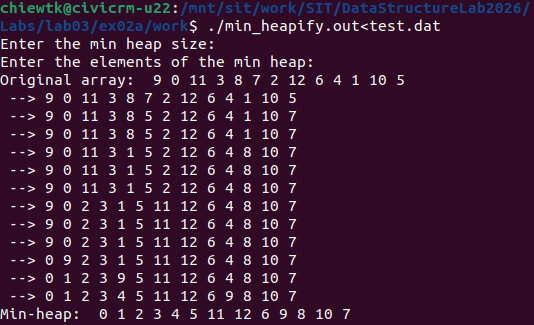 chiewtk@civicrm-u22:/mnt/sit/work/SIT/DataStructureLab2026/
Labs/lab03/ex02a/work$ ./min_heapify.out<test.dat
Enter the min heap size:
Enter the elements of the min heap:
Original array:  9 0 11 3 8 7 2 12 6 4 1 10 5
 --> 9 0 11 3 8 7 2 12 6 4 1 10 5
 --> 9 0 11 3 8 5 2 12 6 4 1 10 7
 --> 9 0 11 3 8 5 2 12 6 4 1 10 7
 --> 9 0 11 3 1 5 2 12 6 4 8 10 7
 --> 9 0 11 3 1 5 2 12 6 4 8 10 7
 --> 9 0 11 3 1 5 2 12 6 4 8 10 7
 --> 9 0 2 3 1 5 11 12 6 4 8 10 7
 --> 9 0 2 3 1 5 11 12 6 4 8 10 7
 --> 9 0 2 3 1 5 11 12 6 4 8 10 7
 --> 0 9 2 3 1 5 11 12 6 4 8 10 7
 --> 0 1 2 3 9 5 11 12 6 4 8 10 7
 --> 0 1 2 3 4 5 11 12 6 9 8 10 7
Min-heap:  0 1 2 3 4 5 11 12 6 9 8 10 7